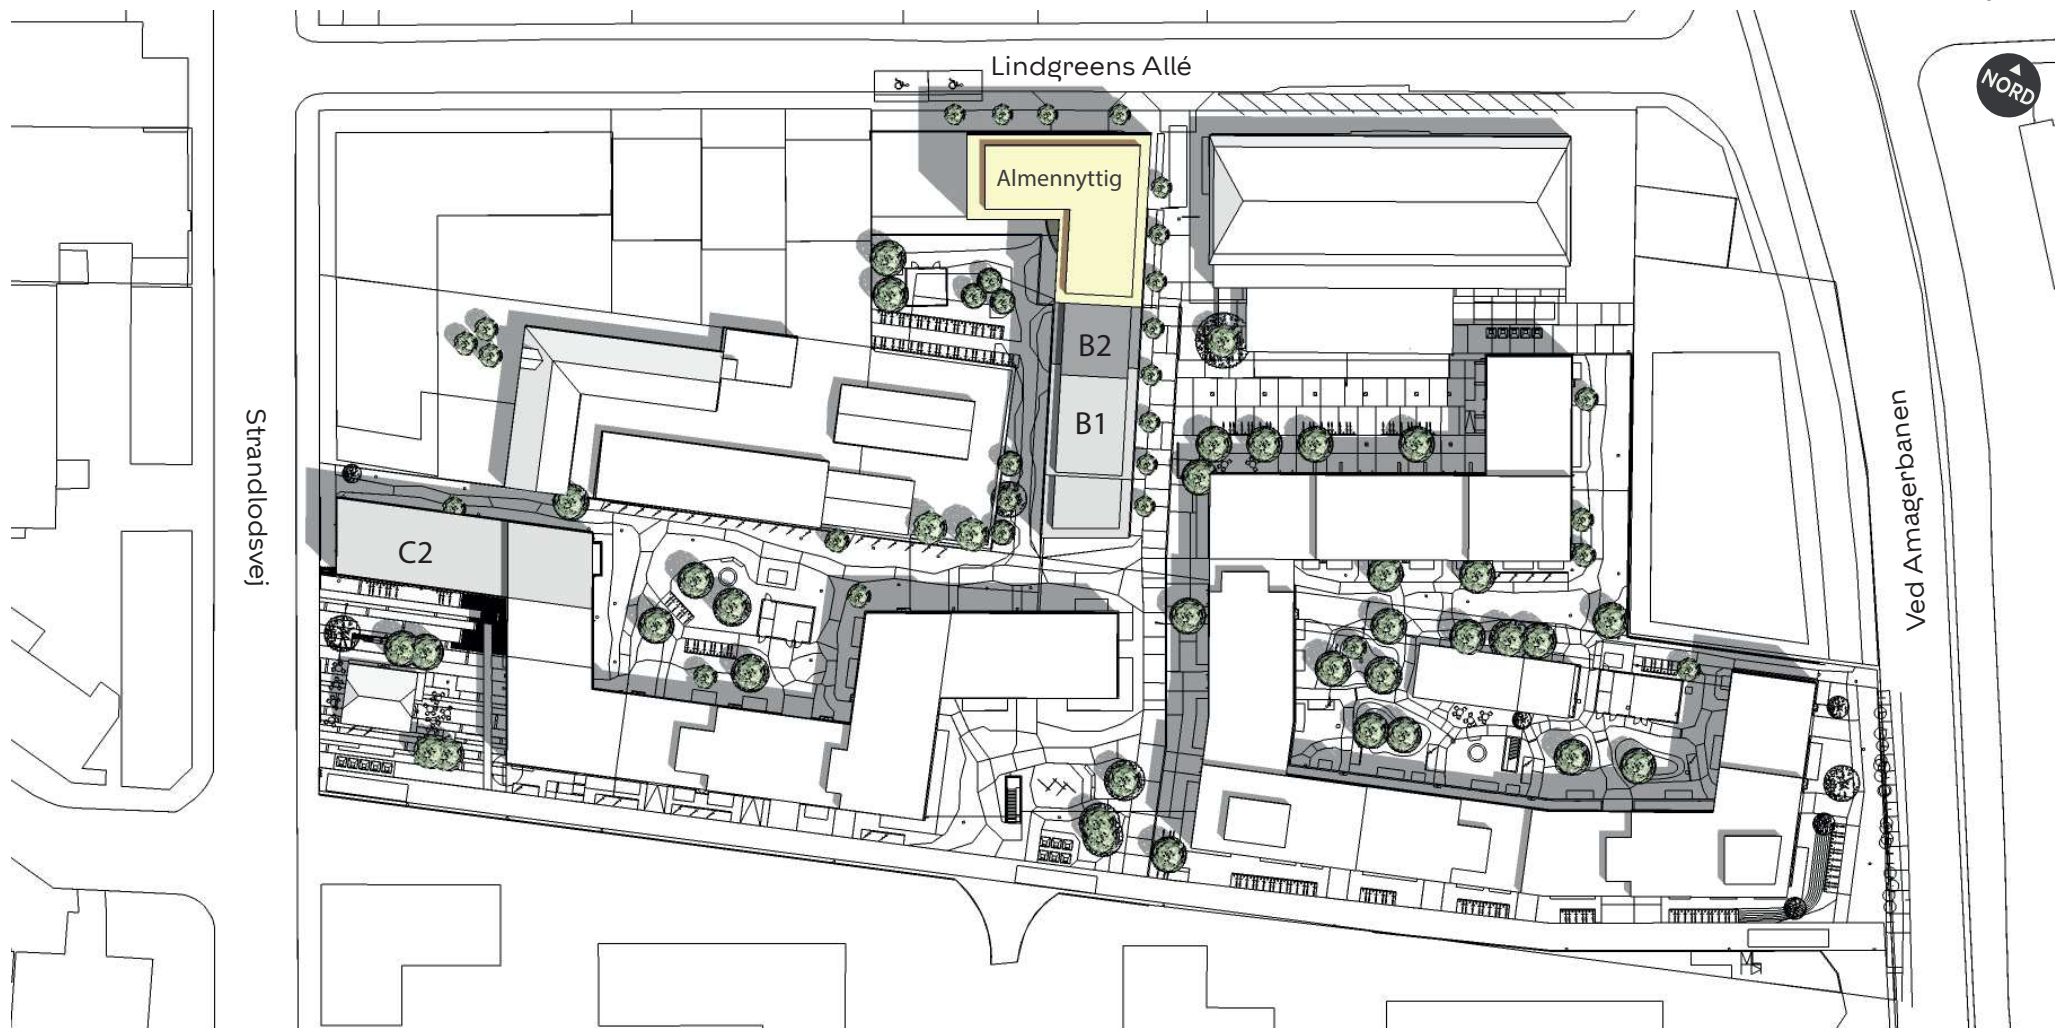 Lindgreens Allé
NORD
Almennyttig
B2
B1
Strandlodsvej
C2
Ved Amagerbanen